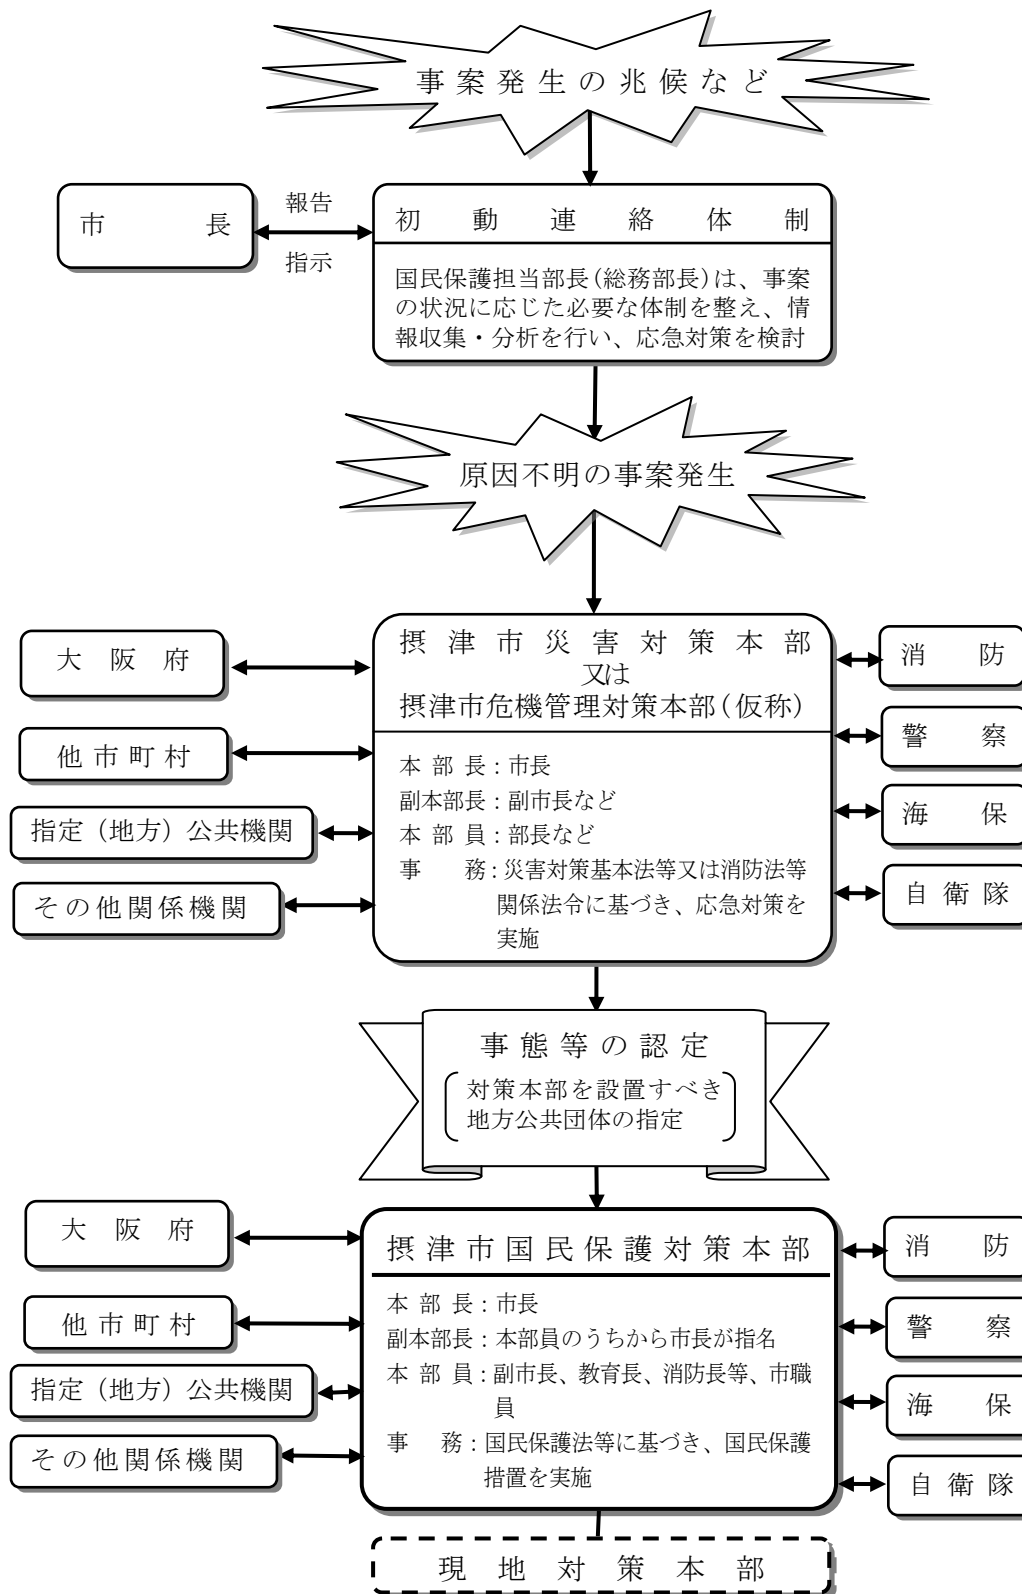 事案発生の兆候など
市長
報告
指示
初動連絡体制
国民保護担当部長(総務部長)は、事案
の状況に応じた必要な体制を整え、情
報収集・分析を行い、応急対策を検討
原因不明の事案発生
大阪府
他市町村
指定（地方）公共機関
その他関係機関
摂津市災害対策本部
又は
摂津市危機管理対策本部(仮称)
本部長：市長
副本部長：副市長など
本部員：部長など
事務：災害対策基本法等又は消防法等
関係法令に基づき、応急対策を
実施
消防
警察
海保
自衛隊
事態等の認定
対策本部を設置すべき
地方公共団体の指定
大阪府
他市町村
指定（地方）公共機関
その他関係機関
摂津市国民保護対策本部
本部長：市長
副本部長：本部員のうちから市長が指名
本部員：副市長、教育長、消防長等、市職
員
事務：国民保護法等に基づき、国民保護
措置を実施
消防
警察
海保
自衛隊
現地対策本部